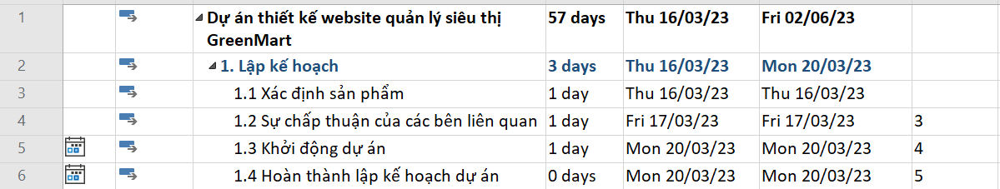 1 Dự án thiết kế website quản lý siêu thị 57 days Thu 16/03/23 Fri 02/06/23
GreenMart
2 1. Lập kế hoạch 3 days Thu 16/03/23 Mon 20/03/23
3 1.1 Xác định sản phẩm 1 day Thu 16/03/23 Thu 16/03/23
4 1.2 Sự chấp thuận của các bên liên quan 1 day Fri 17/03/23 Fri 17/03/23 3
5 1.3 Khởi động dự án 1 day Mon 20/03/23 Mon 20/03/23 4
6 1.4 Hoàn thành lập kế hoạch dự án 0 days Mon 20/03/23 Mon 20/03/23 5